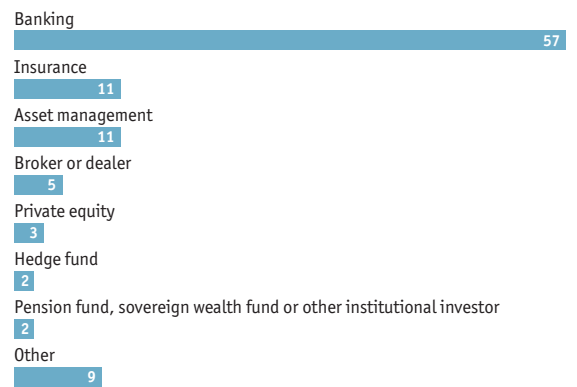 Banking
57
Insurance
11
Asset management
11
Broker or dealer
5
Private equity
3
Hedge fund
2
Pension fund, sovereign wealth fund or other institutional investor
2
Other
9